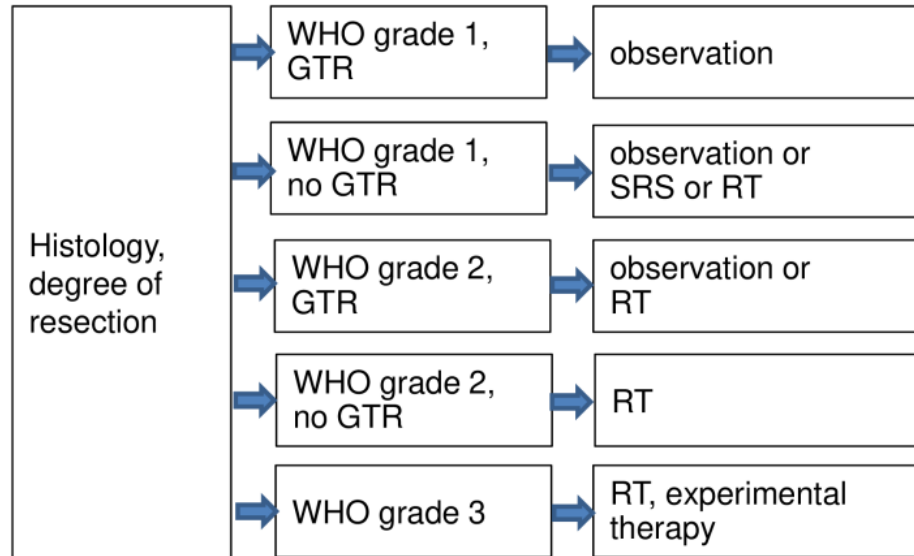 Histology,
degree of
resection
WHO grade 1,
GTR
observation
WHO grade 1,
no GTR
observation or
SRS or RT
WHO grade 2,
GTR
observation or
RT
WHO grade 2,
no GTR
RT
WHO grade 3
RT, experimental
therapy